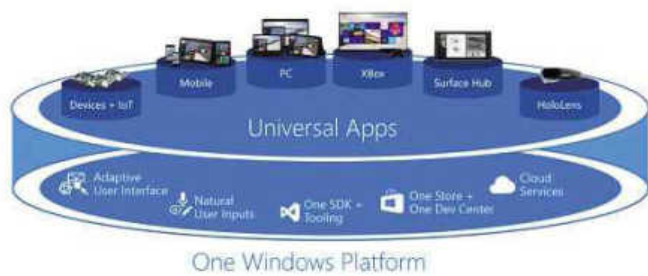 Devices + IoT
Mobile
PC
XBox
Surface Hub
HoloLens
Universal Apps
Adaptive
User Interface
Natural
User Inputs
One SDK +
Tooling
One Store +
One Dev Center
Cloud
Services
One Windows Platform